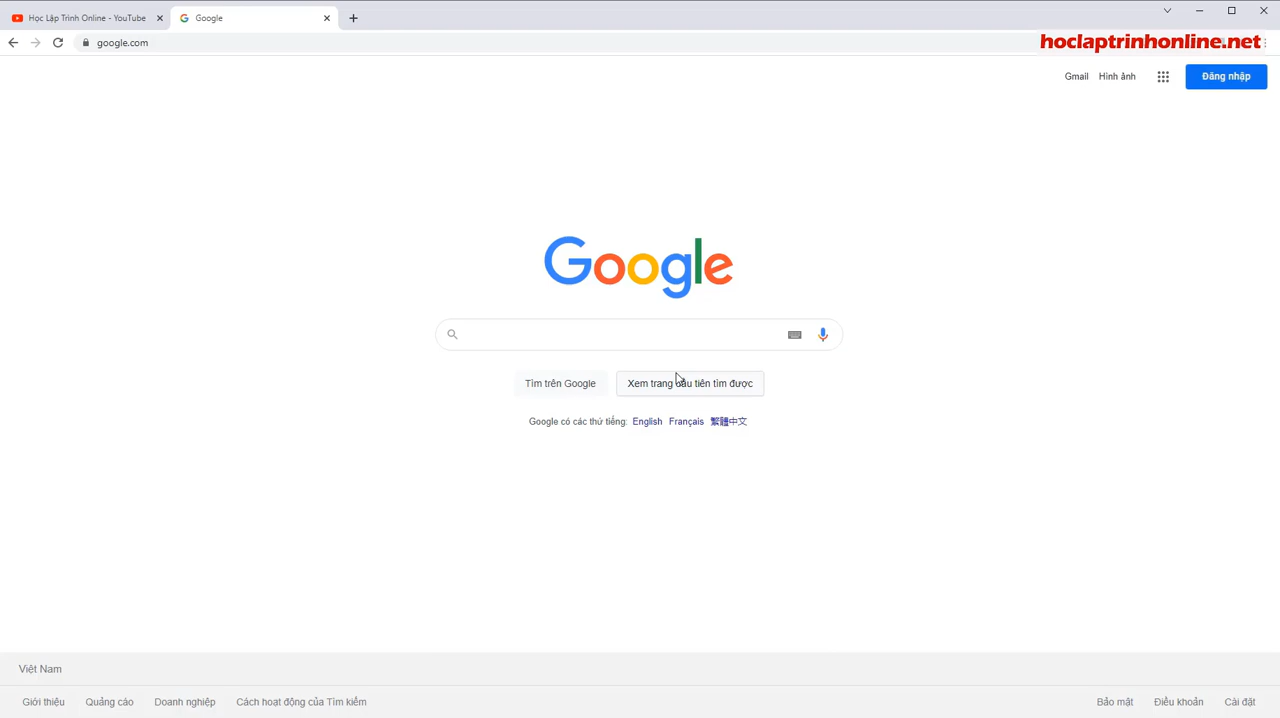 Học Lập Trình Online - YouTube
Google
google.com
hoclaptrinhonline.net
Gmail Hình ảnh
Đăng nhập
Google
Tìm trên Google
Xem trang đầu tiên tìm được
Google có các thứ tiếng: English Français 繁體中文
Việt Nam
Giới thiệu Quảng cáo Doanh nghiệp Cách hoạt động của Tìm kiếm
Bảo mật Điều khoản Cài đặt